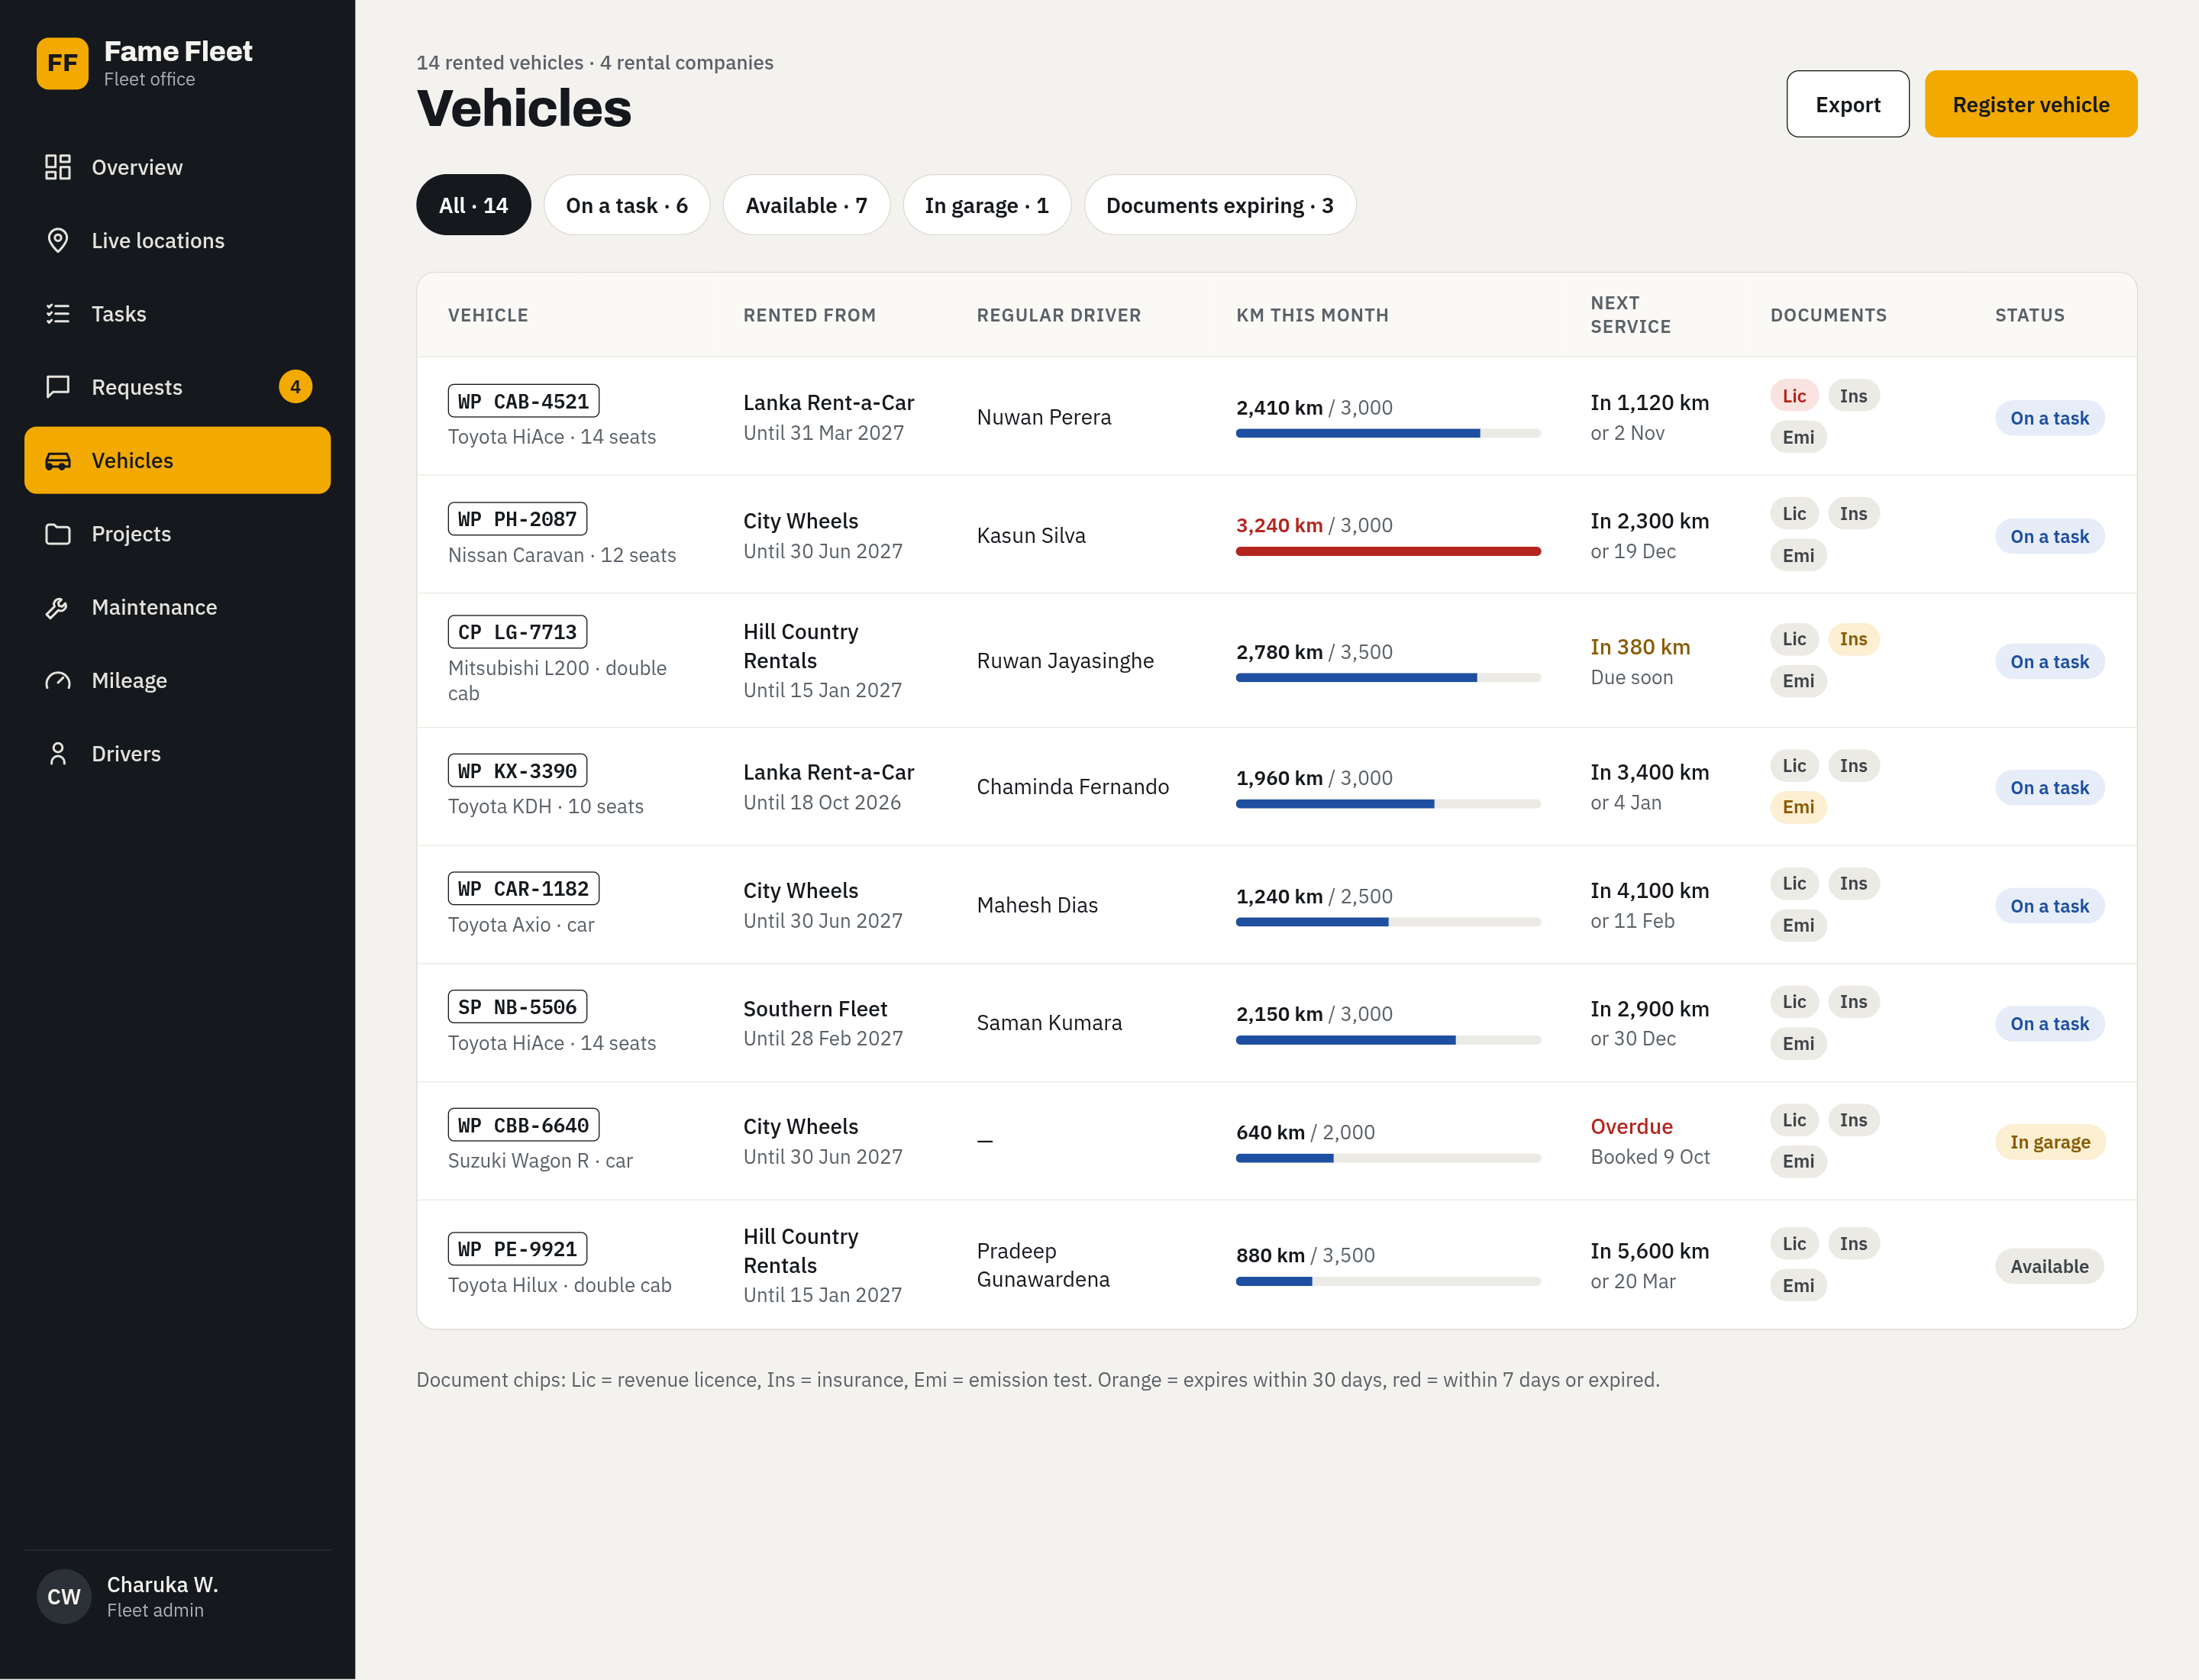 FF
Fame Fleet
Fleet office
Overview
Live locations
Tasks
Requests 4
Vehicles
Projects
Maintenance
Mileage
Drivers
CW
Charuka W.
Fleet admin
14 rented vehicles · 4 rental companies
Vehicles
Export
Register vehicle
All · 14
On a task · 6
Available · 7
In garage · 1
Documents expiring · 3
VEHICLE
RENTED FROM
REGULAR DRIVER
KM THIS MONTH
NEXT
SERVICE
DOCUMENTS
STATUS
WP CAB-4521
Toyota HiAce · 14 seats
Lanka Rent-a-Car
Until 31 Mar 2027
Nuwan Perera
2,410 km / 3,000
In 1,120 km
or 2 Nov
Lic Ins
Emi
On a task
WP PH-2087
Nissan Caravan · 12 seats
City Wheels
Until 30 Jun 2027
Kasun Silva
3,240 km / 3,000
In 2,300 km
or 19 Dec
Lic Ins
Emi
On a task
CP LG-7713
Mitsubishi L200 · double
cab
Hill Country
Rentals
Until 15 Jan 2027
Ruwan Jayasinghe
2,780 km / 3,500
In 380 km
Due soon
Lic Ins
Emi
On a task
WP KX-3390
Toyota KDH · 10 seats
Lanka Rent-a-Car
Until 18 Oct 2026
Chaminda Fernando
1,960 km / 3,000
In 3,400 km
or 4 Jan
Lic Ins
Emi
On a task
WP CAR-1182
Toyota Axio · car
City Wheels
Until 30 Jun 2027
Mahesh Dias
1,240 km / 2,500
In 4,100 km
or 11 Feb
Lic Ins
Emi
On a task
SP NB-5506
Toyota HiAce · 14 seats
Southern Fleet
Until 28 Feb 2027
Saman Kumara
2,150 km / 3,000
In 2,900 km
or 30 Dec
Lic Ins
Emi
On a task
WP CBB-6640
Suzuki Wagon R · car
City Wheels
Until 30 Jun 2027
—
640 km / 2,000
Overdue
Booked 9 Oct
Lic Ins
Emi
In garage
WP PE-9921
Toyota Hilux · double cab
Hill Country
Rentals
Until 15 Jan 2027
Pradeep
Gunawardena
880 km / 3,500
In 5,600 km
or 20 Mar
Lic Ins
Emi
Available
Document chips: Lic = revenue licence, Ins = insurance, Emi = emission test. Orange = expires within 30 days, red = within 7 days or expired.